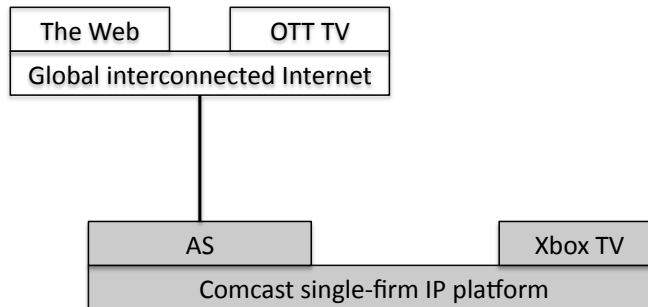 The Web
OTT TV
Global interconnected Internet
AS
Xbox TV
Comcast single-firm IP platform